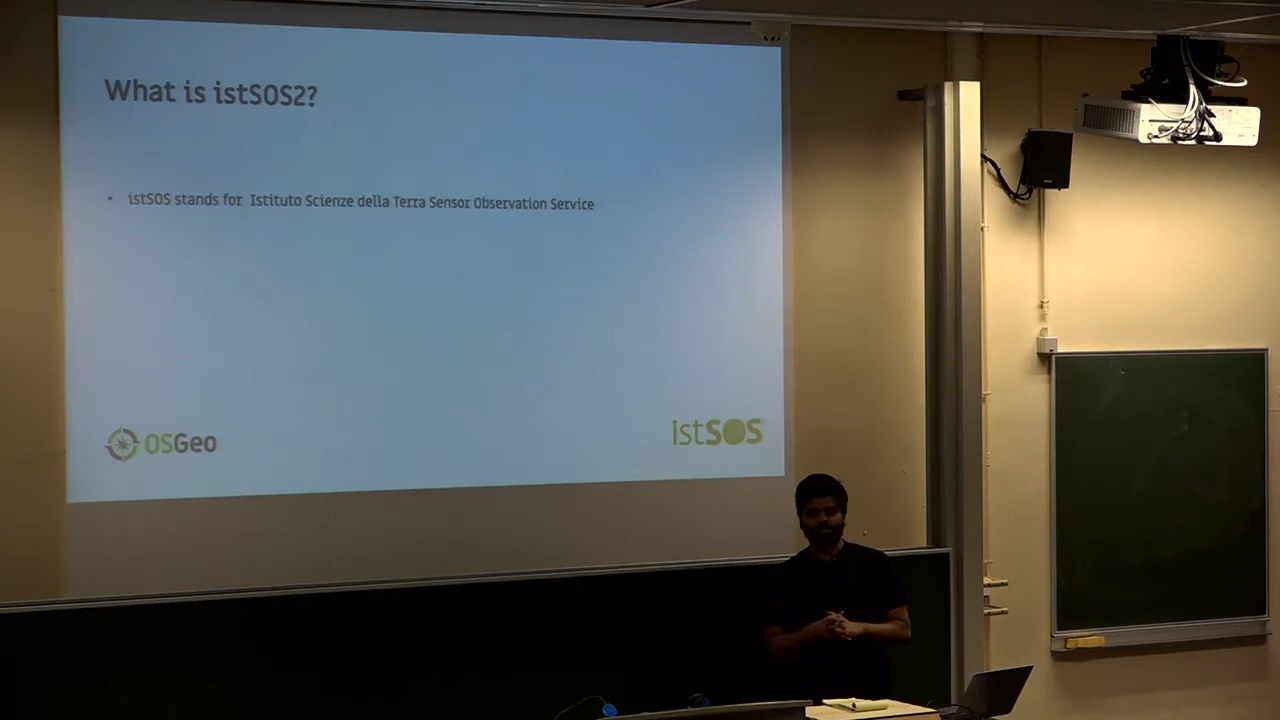 What is istSOS2?
• istSOS stands for Istituto Scienze della Terra Sensor Observation Service
OSGeo
istSOS